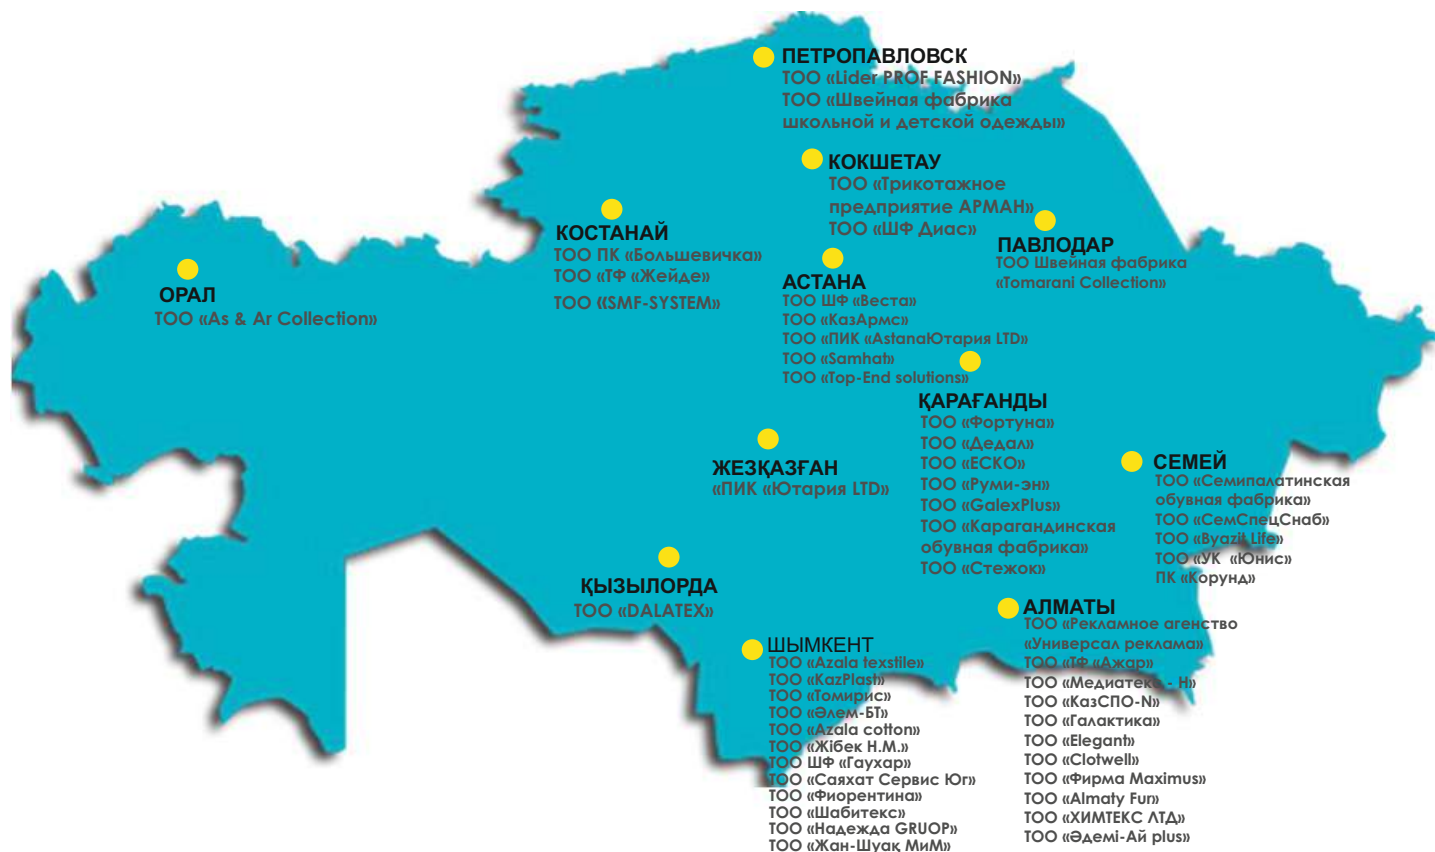 ПЕТРОПАВЛОВСК
ТОО «Lider PROF FASHION»
ТОО «Швейная фабрика
школьной и детской одежды»
КОКШЕТАУ
ТОО «Трикотажное
предприятие АРМАН»
ТОО «ШФ Диас»
КОСТАНАЙ
ТОО ПК «Большевичка»
ТОО «ТФ «Жейде»
ТОО «SMF-SYSTEM»
ПАВЛОДАР
ТОО Швейная фабрика
«Tomarani Collection»
ОРАЛ
ТОО «As & Ar Collection»
АСТАНА
ТОО ШФ «Веста»
ТОО «КазАрмс»
ТОО «ПИК «AstanaЮтария LTD»
ТОО «Samhat»
ТОО «Top-End solutions»
ҚАРАҒАНДЫ
ТОО «Фортуна»
ТОО «Дедал»
ТОО «ЕСКО»
ТОО «Руми-эн»
ТОО «GalexPlus»
ТОО «Карагандинская
обувная фабрика»
ТОО «Стежок»
ЖЕЗҚАЗҒАН
«ПИК «Ютария LTD»
СЕМЕЙ
ТОО «Семипалатинская
обувная фабрика»
ТОО «СемСпецСнаб»
ТОО «Byazit Life»
ТОО «УК «Юнис»
ПК «Корунд»
ҚЫЗЫЛОРДА
ТОО «DALATEX»
ШЫМКЕНТ
ТОО «Azala texstile»
ТОО «KazPlast»
ТОО «Томирис»
ТОО «Әлем-БТ»
ТОО «Azala cotton»
ТОО «Жібек Н.М.»
ТОО ШФ «Гаухар»
ТОО «Саяхат Сервис Юг»
ТОО «Фиорентина»
ТОО «Шабитекс»
ТОО «Надежда GRUOP»
ТОО «Жан-Шуақ МиМ»
АЛМАТЫ
ТОО «Рекламное агенство
«Универсал реклама»
ТОО «ТФ «Ажар»
ТОО «Медиатекс - Н»
ТОО «КазСПО-N»
ТОО «Галактика»
ТОО «Elegant»
ТОО «Clotwell»
ТОО «Фирма Maximus»
ТОО «Almaty Fur»
ТОО «ХИМТЕКС ЛТД»
ТОО «Әдемі-Ай plus»